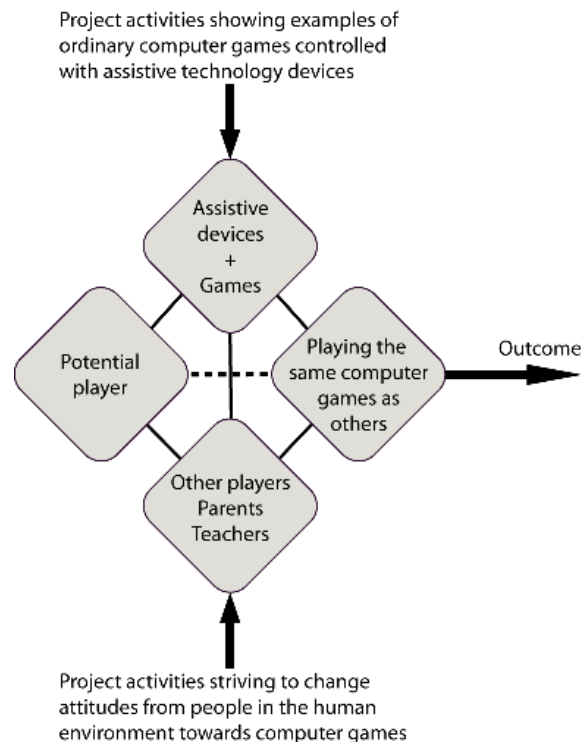 Project activities showing examples of
ordinary computer games controlled
with assistive technology devices
Assistive
devices
+
Games
Potential
player
Playing the
same computer
games as
others
Outcome
Other players
Parents
Teachers
Project activities striving to change
attitudes from people in the human
environment towards computer games